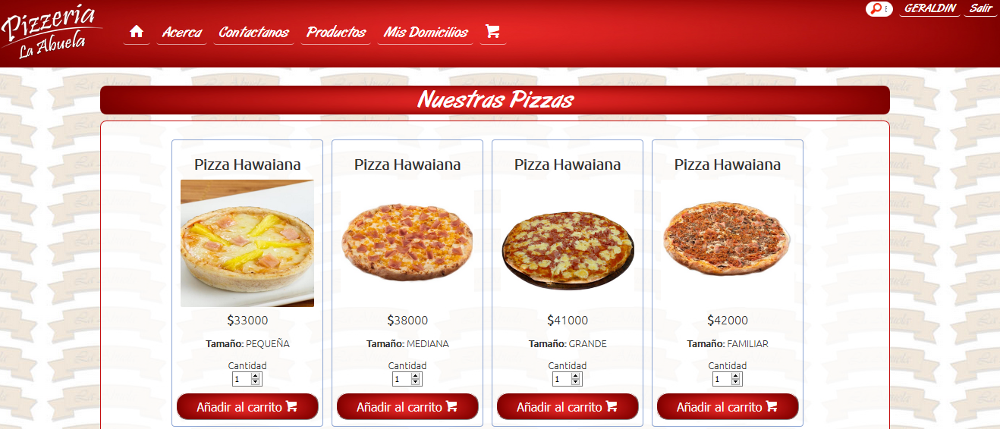 Pizzería
La Abuela
Acerca
Contactanos
Productos
Mis Domicilios
GERALDIN
Salir
Nuestras Pizzas
Pizza Hawaiana
$33000
Tamaño: PEQUEÑA
Cantidad
1
Añadir al carrito
Pizza Hawaiana
$38000
Tamaño: MEDIANA
Cantidad
1
Añadir al carrito
Pizza Hawaiana
$41000
Tamaño: GRANDE
Cantidad
1
Añadir al carrito
Pizza Hawaiana
$42000
Tamaño: FAMILIAR
Cantidad
1
Añadir al carrito